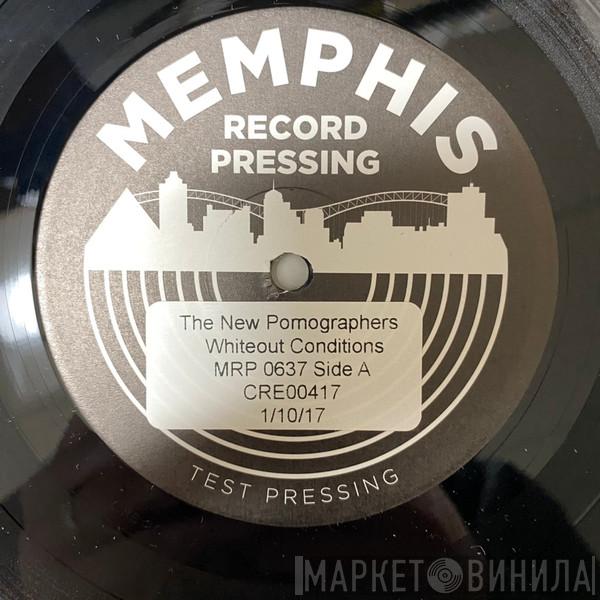 MEMPHIS
RECORD
PRESSING
The New Pornographers
Whiteout Conditions
MRP 0637 Side A
CRE00417
1/10/17
TEST PRESSING
МАРКЕТ ВИНИЛА